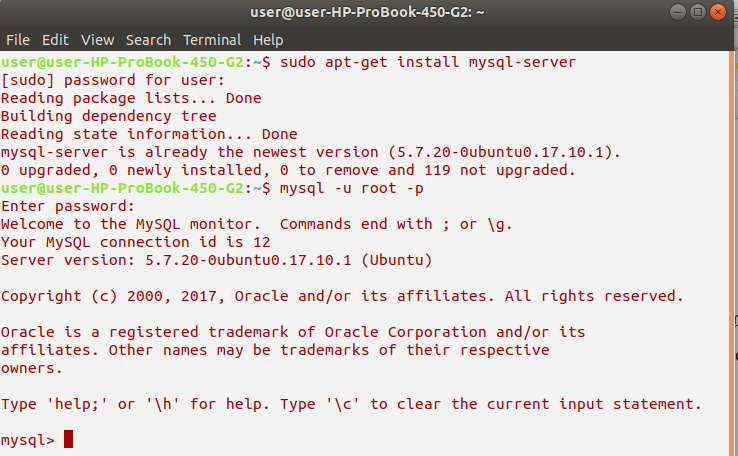 user@user-HP-ProBook-450-G2: ~
File Edit View Search Terminal Help
user@user-HP-ProBook-450-G2:~$ sudo apt-get install mysql-server
[sudo] password for user:
Reading package lists... Done
Building dependency tree
Reading state information... Done
mysql-server is already the newest version (5.7.20-0ubuntu0.17.10.1).
0 upgraded, 0 newly installed, 0 to remove and 119 not upgraded.
user@user-HP-ProBook-450-G2:~$ mysql -u root -p
Enter password:
Welcome to the MySQL monitor.  Commands end with ; or \g.
Your MySQL connection id is 12
Server version: 5.7.20-0ubuntu0.17.10.1 (Ubuntu)
Copyright (c) 2000, 2017, Oracle and/or its affiliates. All rights reserved.
Oracle is a registered trademark of Oracle Corporation and/or its
affiliates. Other names may be trademarks of their respective
owners.
Type 'help;' or '\h' for help. Type '\c' to clear the current input statement.
mysql>